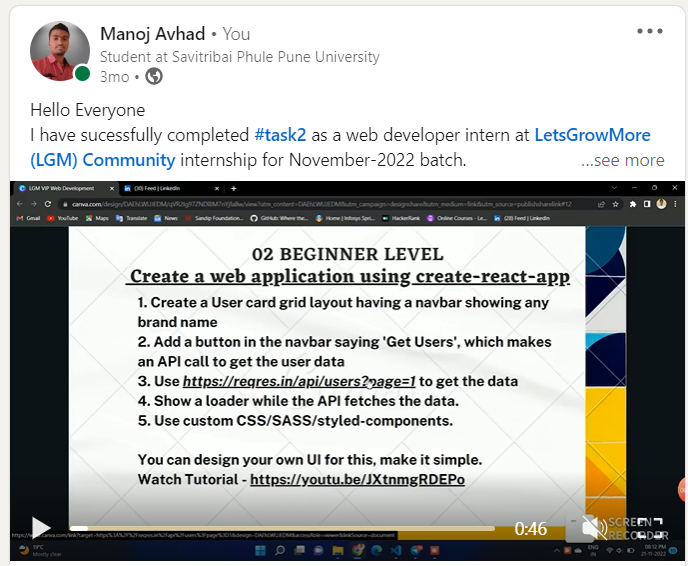 Manoj Avhad • You
Student at Savitribai Phule Pune University
3mo •
Hello Everyone
I have sucessfully completed #task2 as a web developer intern at LetsGrowMore
(LGM) Community internship for November-2022 batch.
...see more
LGM VIP Web Development
(30) Feed | LinkedIn
Gmail YouTube Maps Translate News Sandip Foundation... GitHub: Where the... Home | Infosys Spri... HackerRank Online Courses - Le... (28) Feed | LinkedIn
02 BEGINNER LEVEL
Create a web application using create-react-app
1. Create a User card grid layout having a navbar showing any
brand name
2. Add a button in the navbar saying 'Get Users', which makes
an API call to get the user data
3. Use https://reqres.in/api/users?page=1 to get the data
4. Show a loader while the API fetches the data.
5. Use custom CSS/SASS/styled-components.
You can design your own UI for this, make it simple.
Watch Tutorial - https://youtu.be/JXtnmgRDEPo
0:46
SCREEN
RECORDER
19°C
Mostly clear
ENG
IN
08:12 PM
21-11-2022